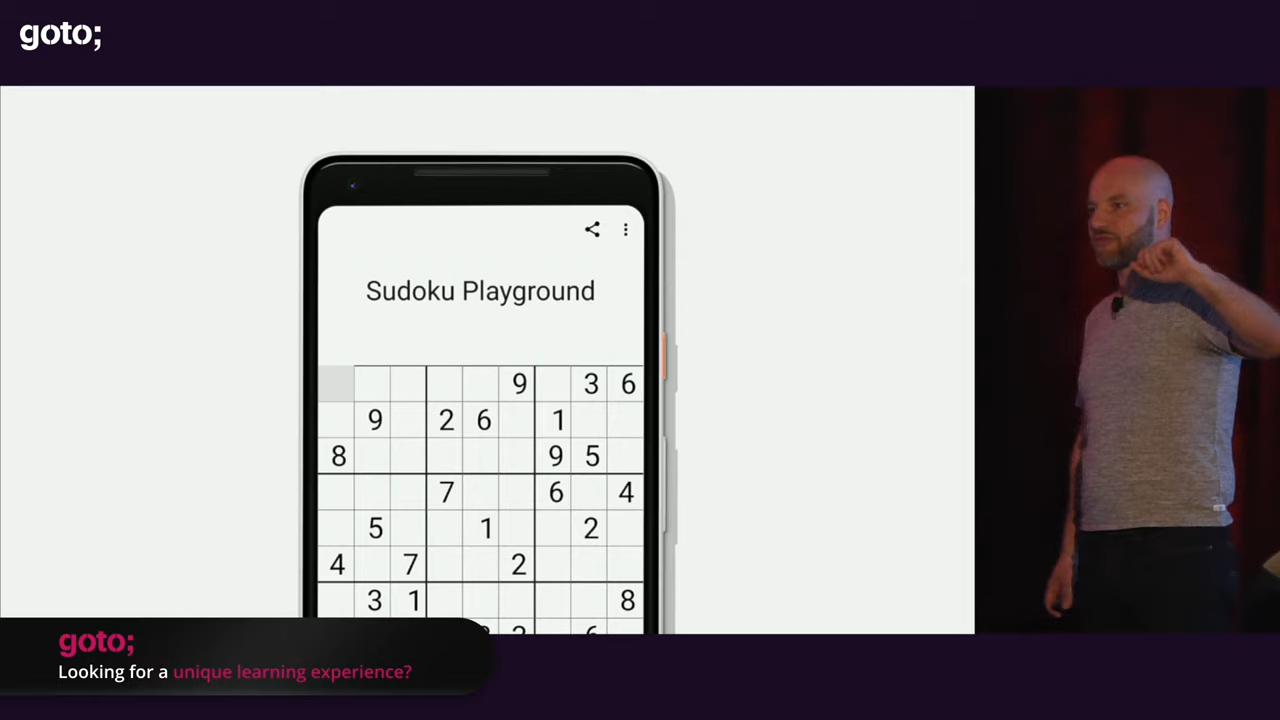 goto;
Sudoku Playground
9 3 6
9 2 6 1
8 9 5
7 6 4
5 1 2
4 7 2
3 1 8
goto;
Looking for a unique learning experience?